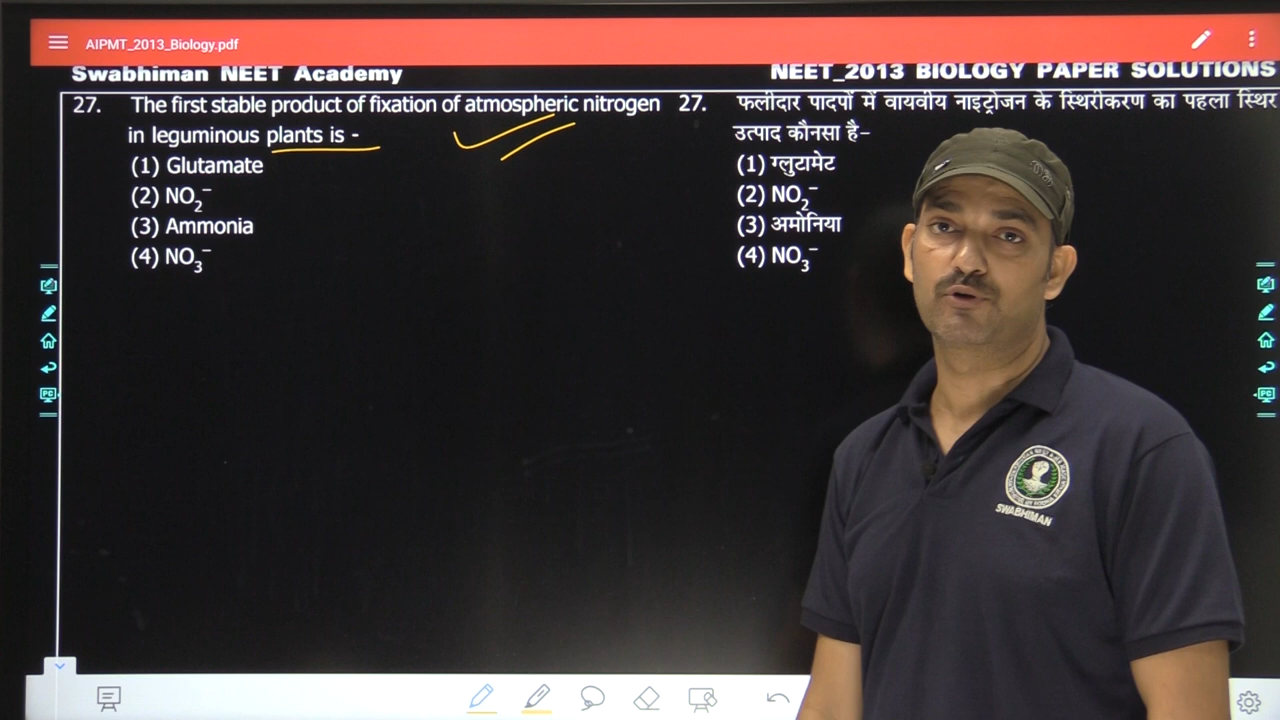 AIPMT_2013_Biology.pdf
Swabhiman NEET Academy
NEET_2013 BIOLOGY PAPER SOLUTIONS
27. The first stable product of fixation of atmospheric nitrogen
in leguminous plants is -
(1) Glutamate
(2) NO₂⁻
(3) Ammonia
(4) NO₃⁻
27. फलीदार पादपों में वायवीय नाइट्रोजन के स्थिरीकरण का पहला स्थिर
उत्पाद कौनसा है–
(1) ग्लुटामेट
(2) NO₂⁻
(3) अमोनिया
(4) NO₃⁻
PC
PC
SWABHIMAN